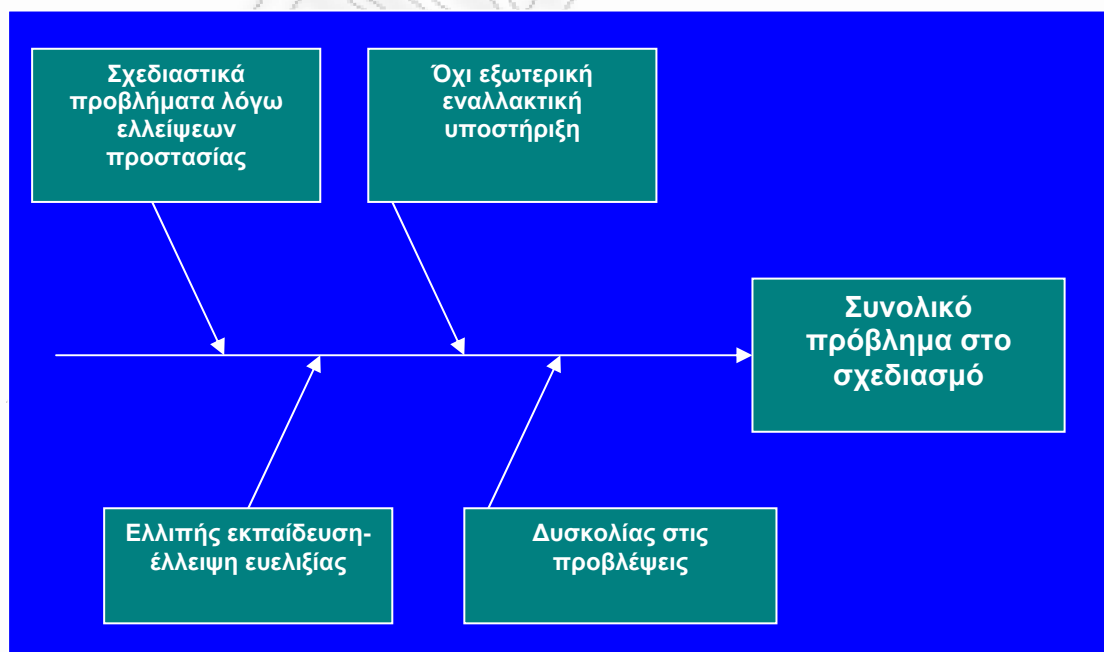 Σχεδιαστικά
προβλήματα λόγω
ελλείψεων
προστασίας
Όχι εξωτερική
εναλλακτική
υποστήριξη
Συνολικό
πρόβλημα στο
σχεδιασμό
Ελλιπής εκπαίδευση-
έλλειψη ευελιξίας
Δυσκολίας στις
προβλέψεις